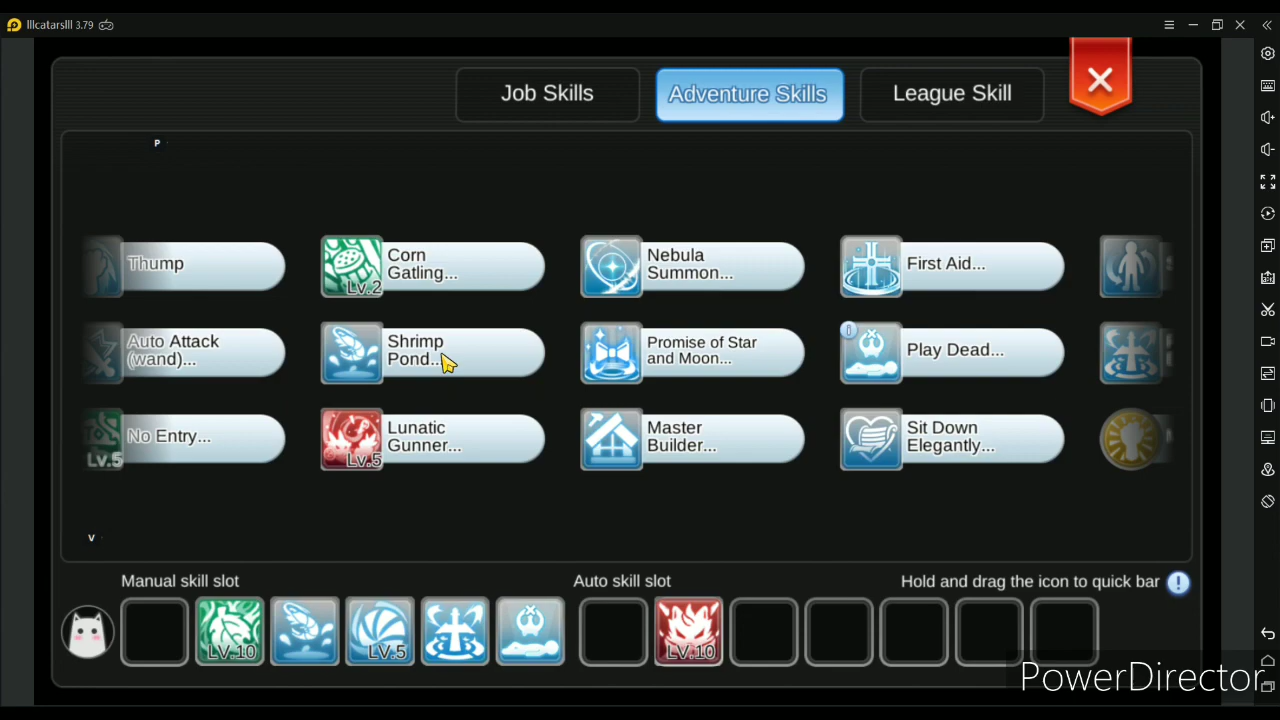 lllcatarslll 3.79
Job Skills
Adventure Skills
League Skill
P
Thump
Corn
Gatling...
Lv.2
Nebula
Summon...
First Aid...
Auto Attack
(wand)...
Shrimp
Pond...
Promise of Star
and Moon...
Play Dead...
No Entry...
Lv.5
Lunatic
Gunner...
Lv.5
Master
Builder...
Sit Down
Elegantly...
V
Manual skill slot
Auto skill slot
Hold and drag the icon to quick bar
LV.10
LV.5
LV.10
PowerDirector